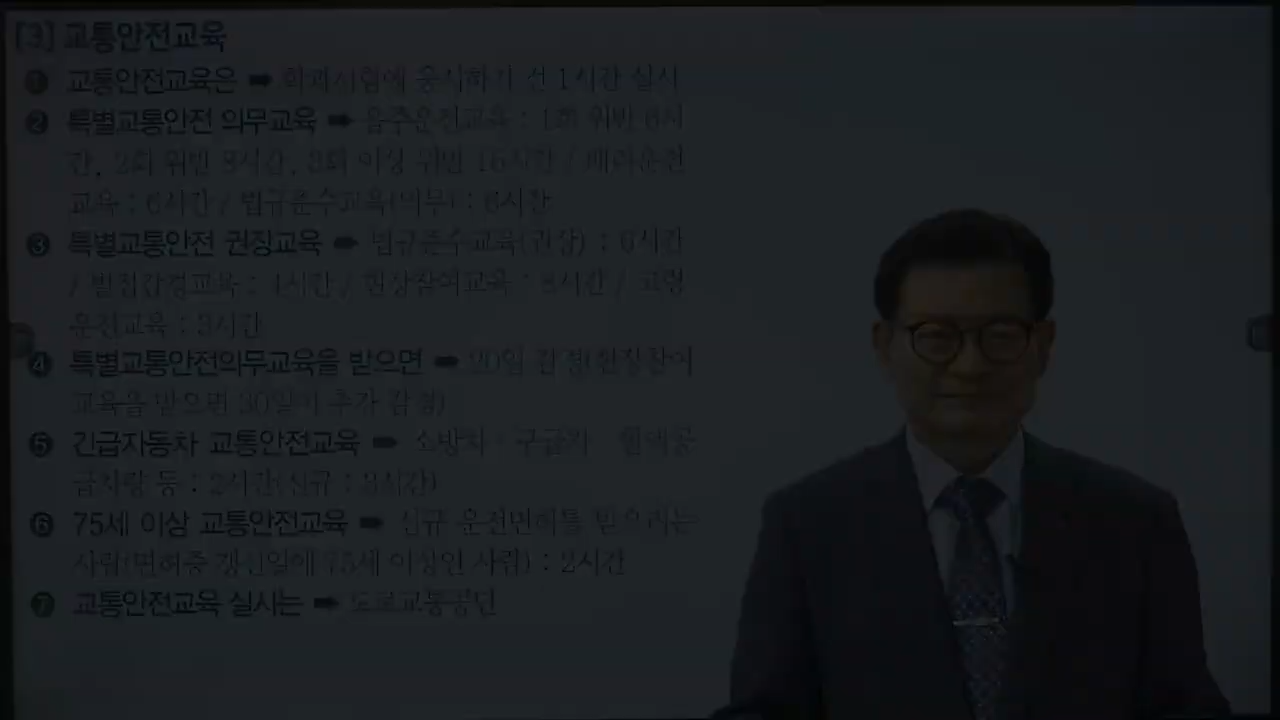 [3] 교통안전교육
❶ 교통안전교육은 ➡ 학과시험에 응시하기 전 1시간 실시
❷ 특별교통안전 의무교육 ➡ 음주운전교육 : 1회 위반 6시
간, 2회 위반 8시간, 3회 이상 위반 16시간 / 배려운전
교육 : 6시간 / 법규준수교육(의무) : 6시간
❸ 특별교통안전 권장교육 ➡ 법규준수교육(권장) : 6시간
/ 벌점감경교육 : 4시간 / 현장참여교육 : 8시간 / 고령
운전교육 : 3시간
❹ 특별교통안전의무교육을 받으면 ➡ 20일 감경(현장참여
교육을 받으면 30일이 추가 감경)
❺ 긴급자동차 교통안전교육 ➡ 소방차 · 구급차 · 혈액공
급차량 등 : 2시간(신규 : 3시간)
❻ 75세 이상 교통안전교육 ➡ 신규 운전면허를 받으려는
사람(면허증 갱신일에 75세 이상인 사람) : 2시간
❼ 교통안전교육 실시는 ➡ 도로교통공단